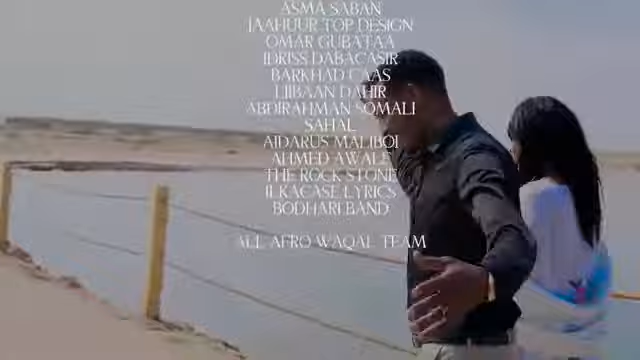 ASMA SABAN
JAAHUUR TOP DESIGN
OMAR GUBATAA
IDRISS DABACASIR
BARKHAD CAAS
LIIBAAN DAHIR
ABDIRAHMAN SOMALI
SAHAL
AIDARUS MALIBOI
AHMED AWALE
THE ROCK STONE
ILKACASE LYRICS
BODHARI BAND
ALL AFRO WAQAL TEAM